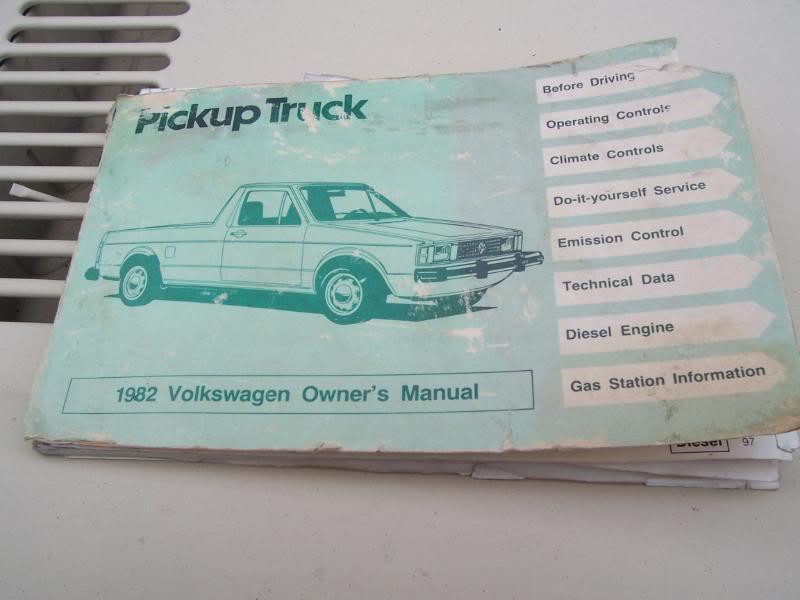 Pickup Truck
Before Driving
Operating Controls
Climate Controls
Do-it-yourself Service
Emission Control
Technical Data
Diesel Engine
Gas Station Information
1982 Volkswagen Owner's Manual
Diesel 97